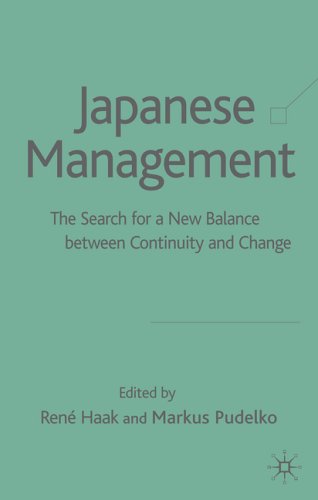 Japanese
Management
The Search for a New Balance
between Continuity and Change
Edited by
René Haak and Markus Pudelko